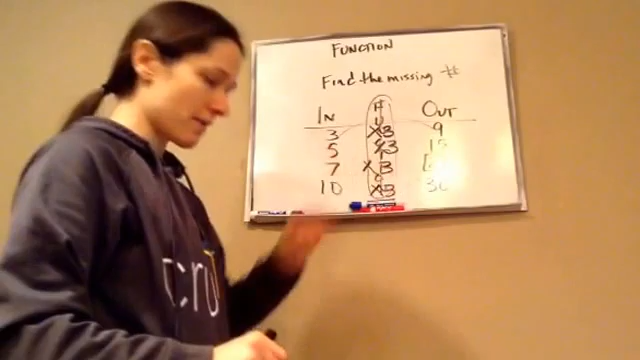 FUNCTION
Find the missing #
IN OUT
3 X3 9
5 X3 15
7 X3
10 X3 30